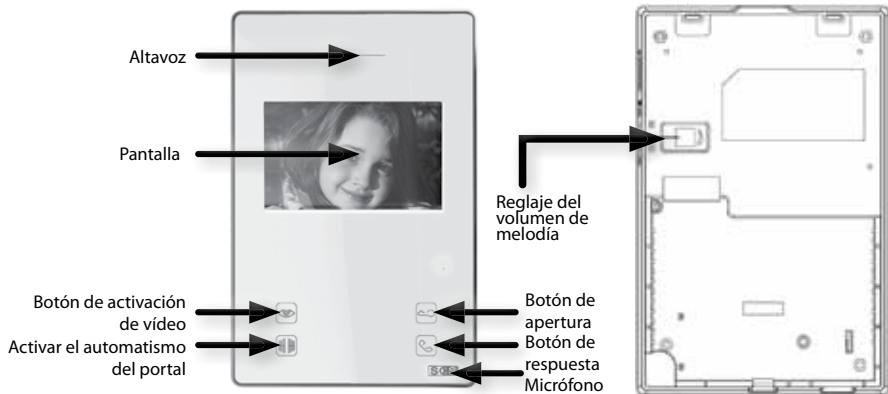 Altavoz
Pantalla
Reglaje del
volumen de
melodía
Botón de activación
de vídeo
Activar el automatismo
del portal
Botón de
apertura
Botón de
respuesta
Micrófono